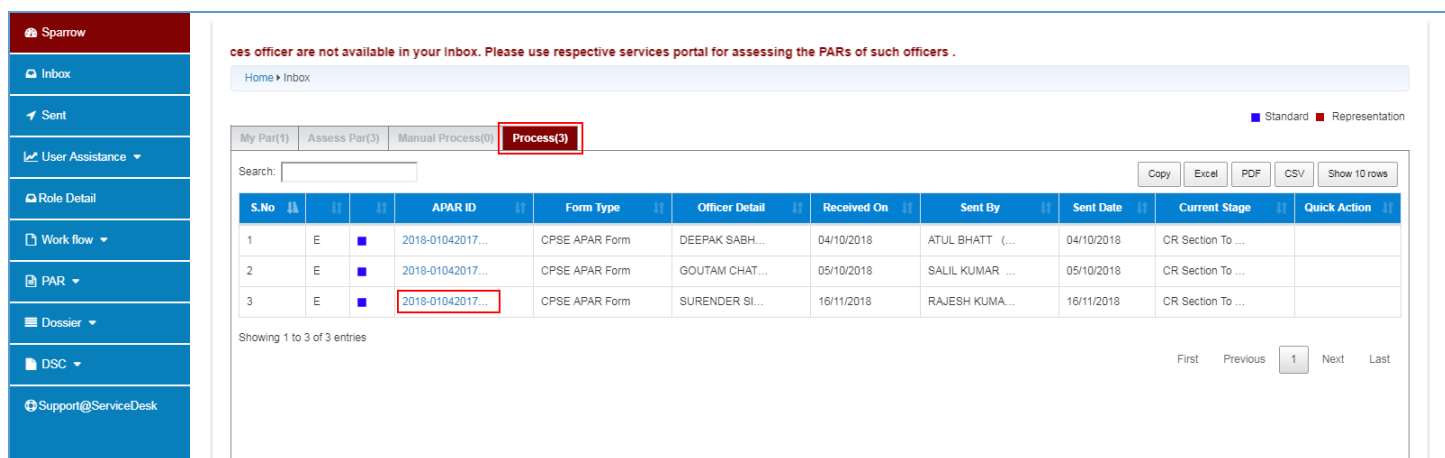 Sparrow
Inbox
Sent
User Assistance
Role Detail
Work flow
PAR
Dossier
DSC
Support@ServiceDesk
ces officer are not available in your Inbox. Please use respective services portal for assessing the PARs of such officers .
Home Inbox
Standard Representation
My Par(1) Assess Par(3) Manual Process(0) Process(3)
Search: Copy Excel PDF CSV Show 10 rows
S.No APAR ID Form Type Officer Detail Received On Sent By Sent Date Current Stage Quick Action
1 E 2018-01042017... CPSE APAR Form DEEPAK SABH... 04/10/2018 ATUL BHATT (... 04/10/2018 CR Section To ...
2 E 2018-01042017... CPSE APAR Form GOUTAM CHAT... 05/10/2018 SALIL KUMAR ... 05/10/2018 CR Section To ...
3 E 2018-01042017... CPSE APAR Form SURENDER SI... 16/11/2018 RAJESH KUMA... 16/11/2018 CR Section To ...
Showing 1 to 3 of 3 entries
First Previous 1 Next Last